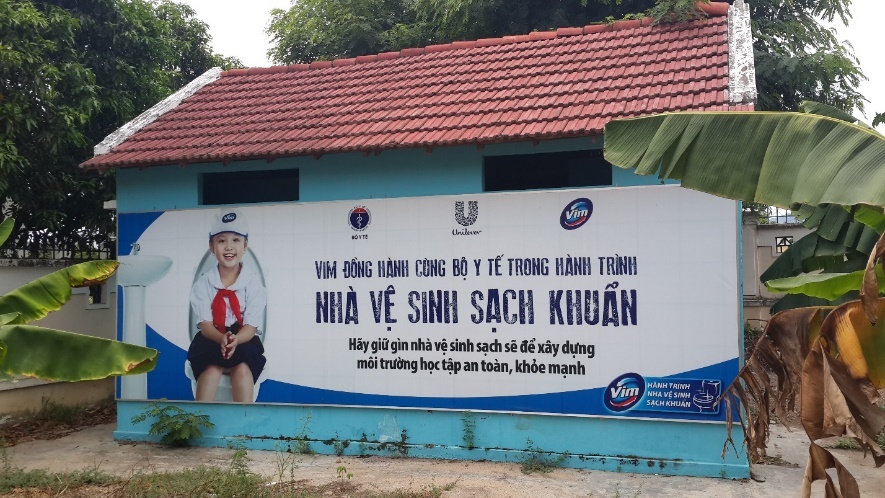 Vim
BỘ Y TẾ
Unilever
Vim
VIM ĐỒNG HÀNH CÙNG BỘ Y TẾ TRONG HÀNH TRÌNH
NHÀ VỆ SINH SẠCH KHUẨN
Hãy giữ gìn nhà vệ sinh sạch sẽ để xây dựng
môi trường học tập an toàn, khỏe mạnh
Vim
HÀNH TRÌNH
NHÀ VỆ SINH
SẠCH KHUẨN